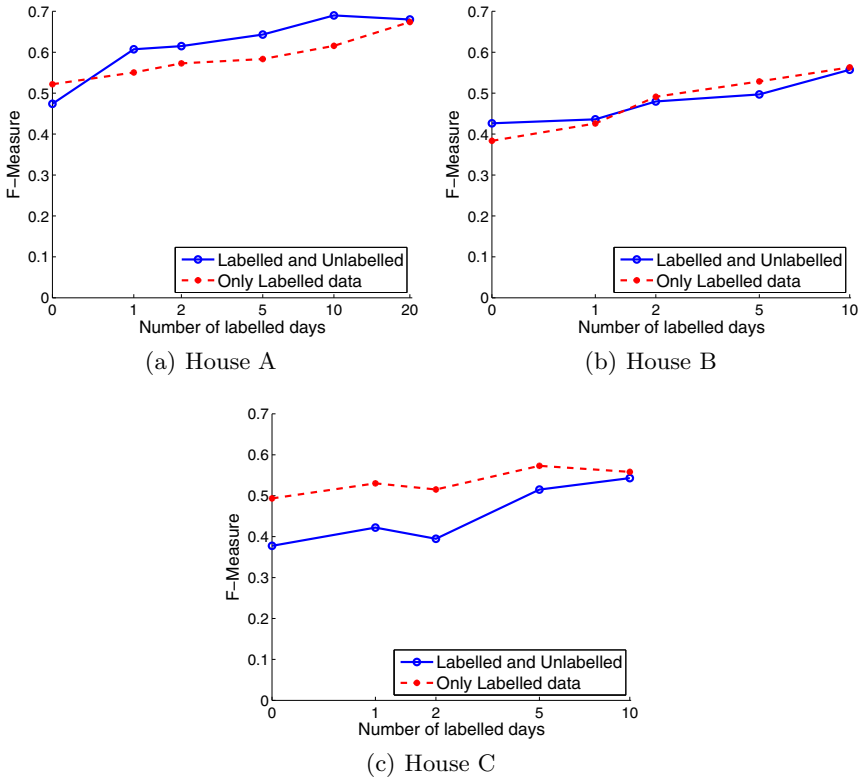 0.7
0.6
0.5
0.4
0.3
0.2
0.1
0
F-Measure
Labelled and Unlabelled
Only Labelled data
0 1 2 5 10 20
Number of labelled days
(a) House A
0.7
0.6
0.5
0.4
0.3
0.2
0.1
0
F-Measure
Labelled and Unlabelled
Only Labelled data
0 1 2 5 10
Number of labelled days
(b) House B
0.7
0.6
0.5
0.4
0.3
0.2
0.1
0
F-Measure
Labelled and Unlabelled
Only Labelled data
0 1 2 5 10
Number of labelled days
(c) House C